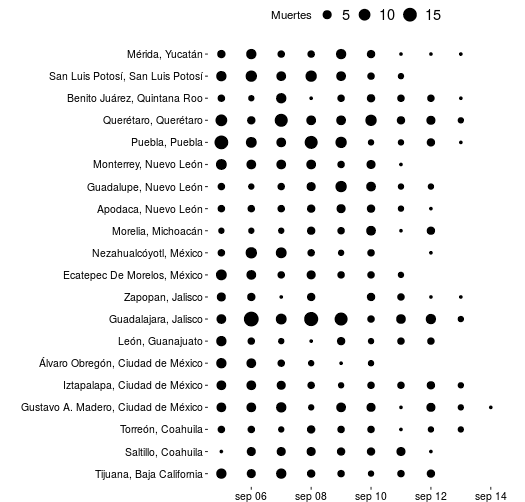 Muertes 5 10 15
Mérida, Yucatán
San Luis Potosí, San Luis Potosí
Benito Juárez, Quintana Roo
Querétaro, Querétaro
Puebla, Puebla
Monterrey, Nuevo León
Guadalupe, Nuevo León
Apodaca, Nuevo León
Morelia, Michoacán
Nezahualcóyotl, México
Ecatepec De Morelos, México
Zapopan, Jalisco
Guadalajara, Jalisco
León, Guanajuato
Álvaro Obregón, Ciudad de México
Iztapalapa, Ciudad de México
Gustavo A. Madero, Ciudad de México
Torreón, Coahuila
Saltillo, Coahuila
Tijuana, Baja California
sep 06 sep 08 sep 10 sep 12 sep 14